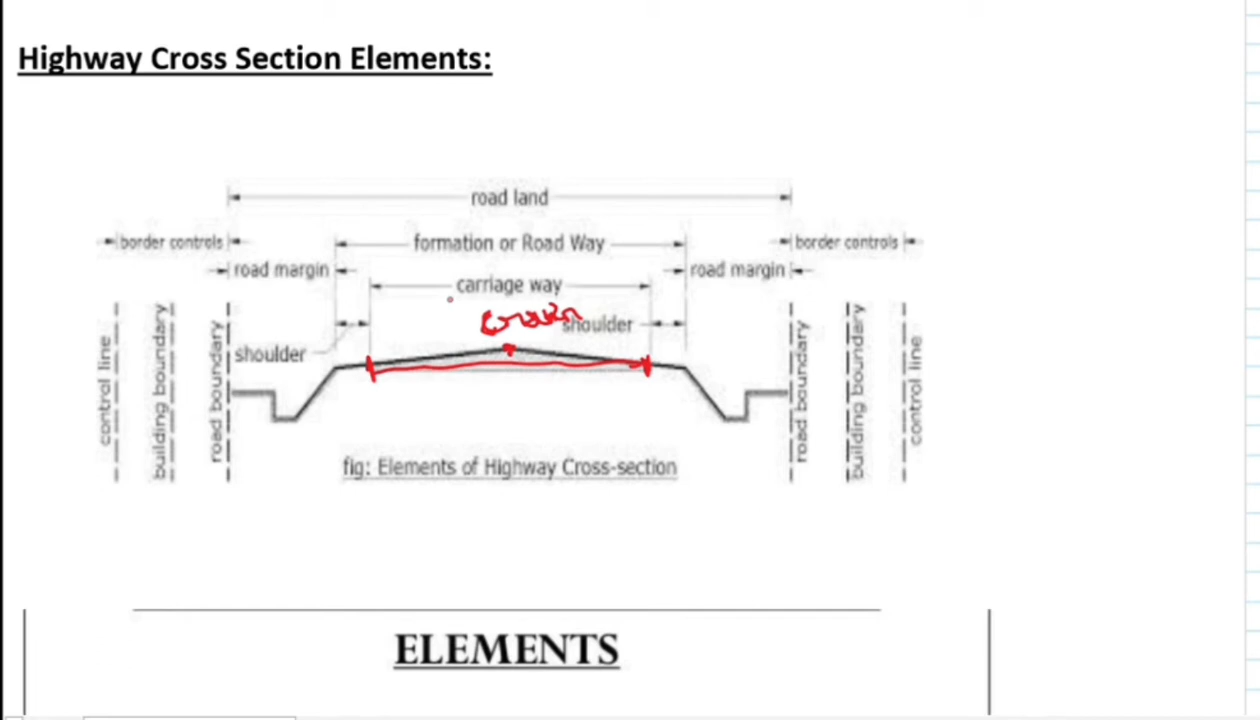 Highway Cross Section Elements:
road land
border controls
formation or Road Way
border controls
road margin
road margin
carriage way
crown
shoulder
shoulder
control line
building boundary
road boundary
road boundary
building boundary
control line
fig: Elements of Highway Cross-section
ELEMENTS